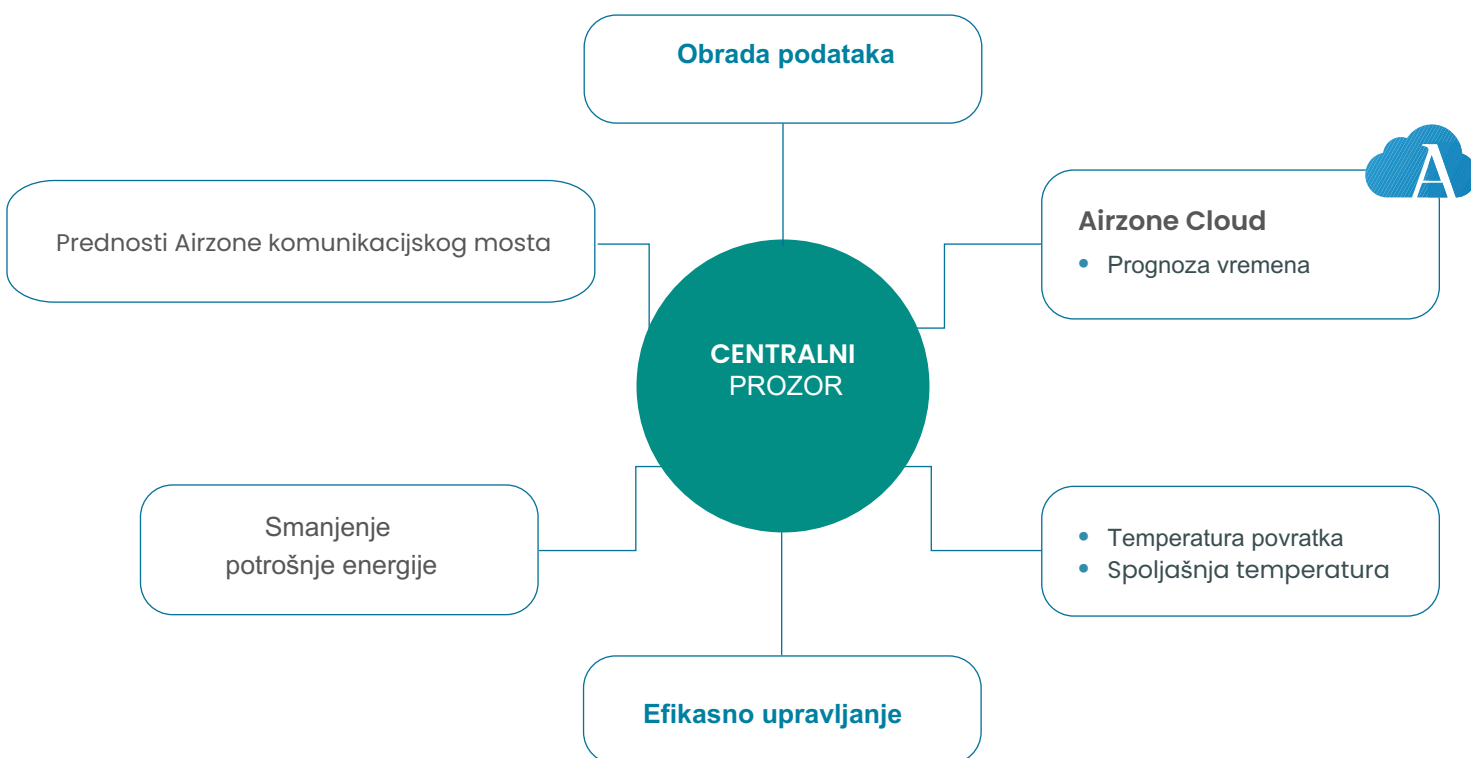 Obrada podataka
Prednosti Airzone komunikacijskog mosta
Airzone Cloud
• Prognoza vremena
A
CENTRALNI
PROZOR
Smanjenje
potrošnje energije
• Temperatura povratka
• Spoljašnja temperatura
Efikasno upravljanje